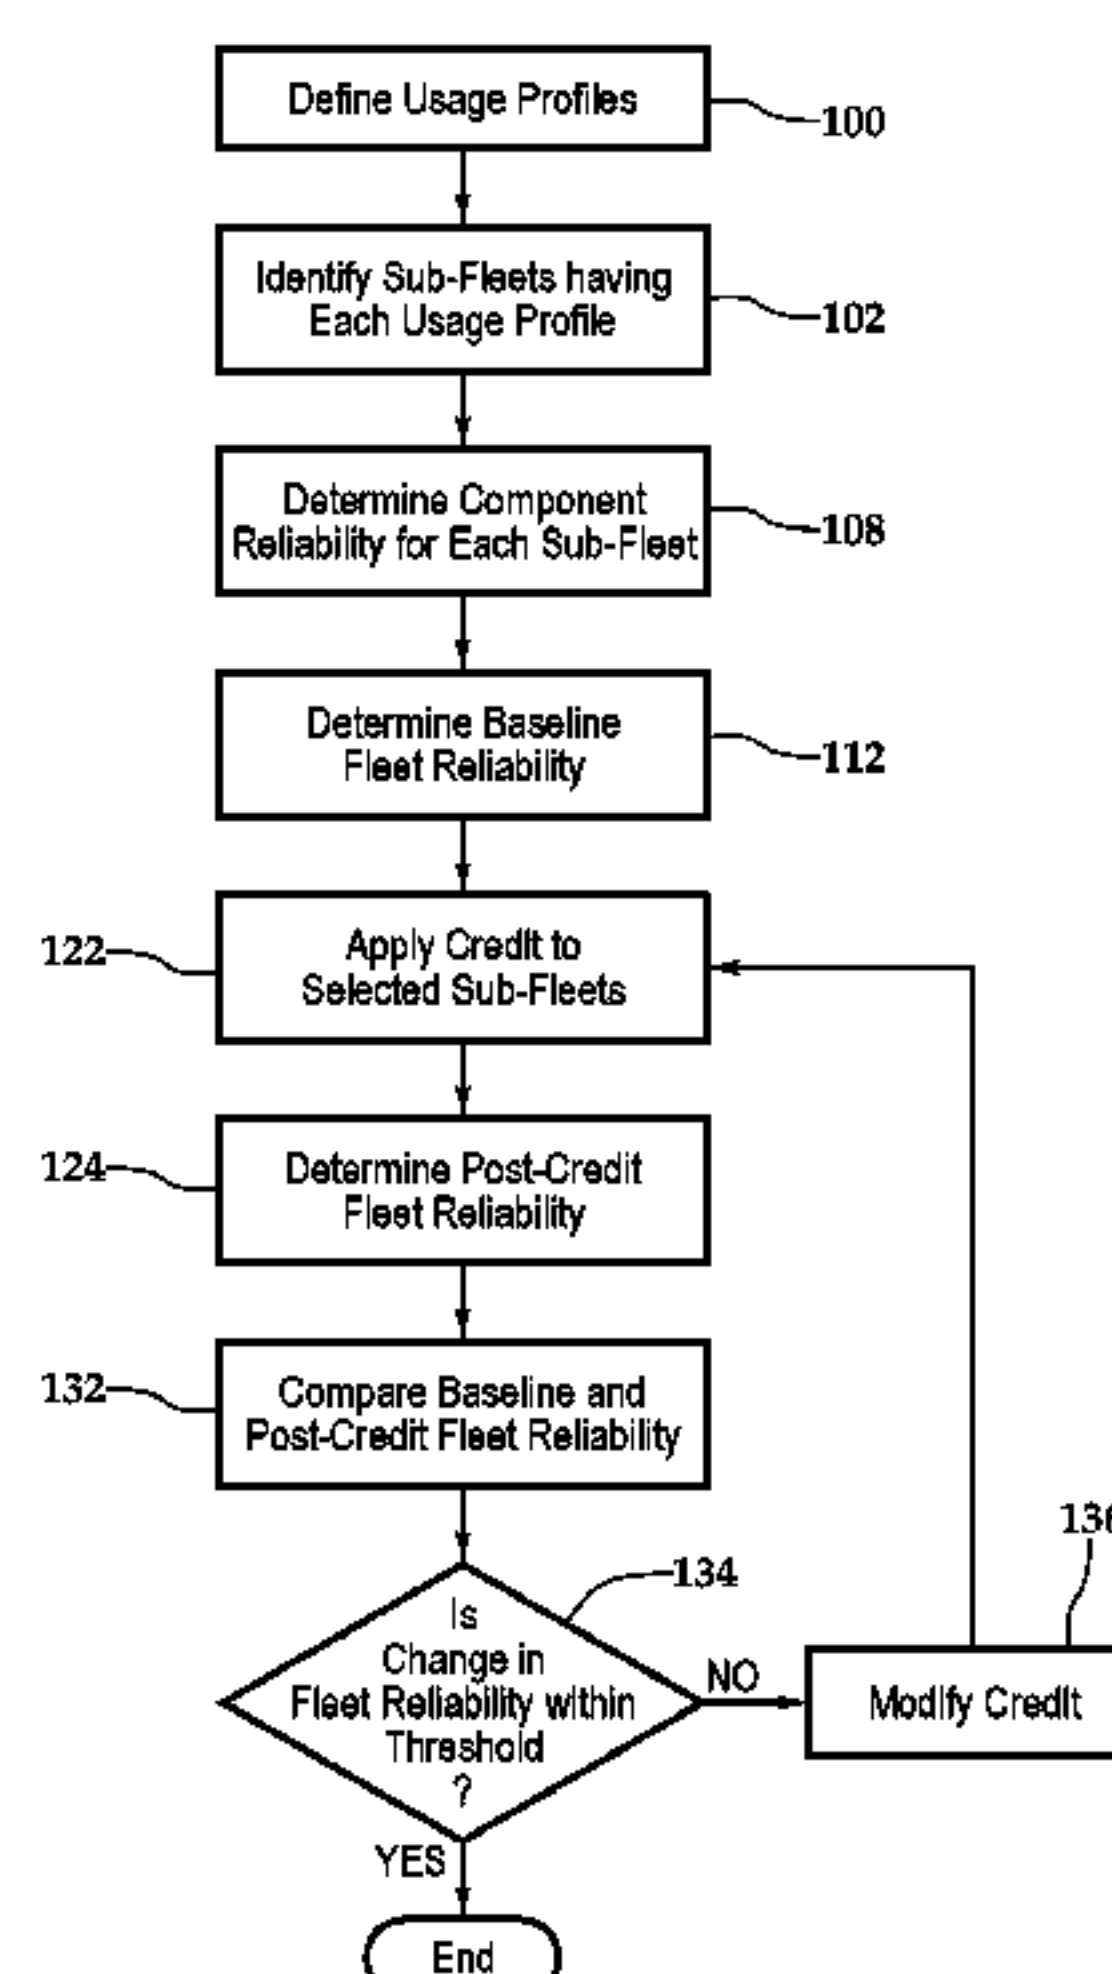 Define Usage Profiles
100
Identify Sub-Fleets having
Each Usage Profile
102
Determine Component
Reliability for Each Sub-Fleet
108
Determine Baseline
Fleet Reliability
112
122
Apply Credit to
Selected Sub-Fleets
124
Determine Post-Credit
Fleet Reliability
132
Compare Baseline and
Post-Credit Fleet Reliability
134
Is
Change in
Fleet Reliability within
Threshold
?
NO
Modify Credit
YES
End